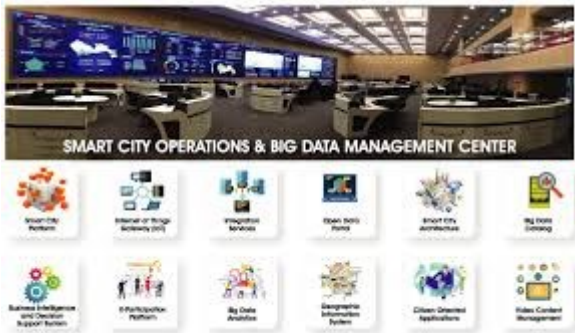 SMART CITY OPERATIONS & BIG DATA MANAGEMENT CENTER
Smart City
Platform
Internet of Things
Gateway (IoT)
Integration
Services
Open Data
Portal
Smart City
Architecture
Big Data
Catalog
Business Intelligence
and Decision
Support System
E-Participation
Platform
Big Data
Analytics
Geographic
Information
System
Citizen Oriented
Applications
Video Content
Management